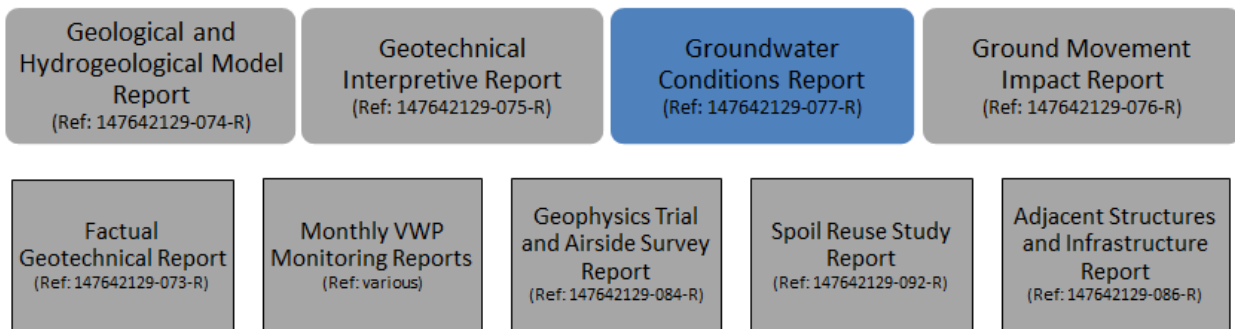 Geological and
Hydrogeological Model
Report
(Ref: 147642129-074-R)
Geotechnical
Interpretive Report
(Ref: 147642129-075-R)
Groundwater
Conditions Report
(Ref: 147642129-077-R)
Ground Movement
Impact Report
(Ref: 147642129-076-R)
Factual
Geotechnical Report
(Ref: 147642129-073-R)
Monthly VWP
Monitoring Reports
(Ref: various)
Geophysics Trial
and Airside Survey
Report
(Ref: 147642129-084-R)
Spoil Reuse Study
Report
(Ref: 147642129-092-R)
Adjacent Structures
and Infrastructure
Report
(Ref: 147642129-086-R)